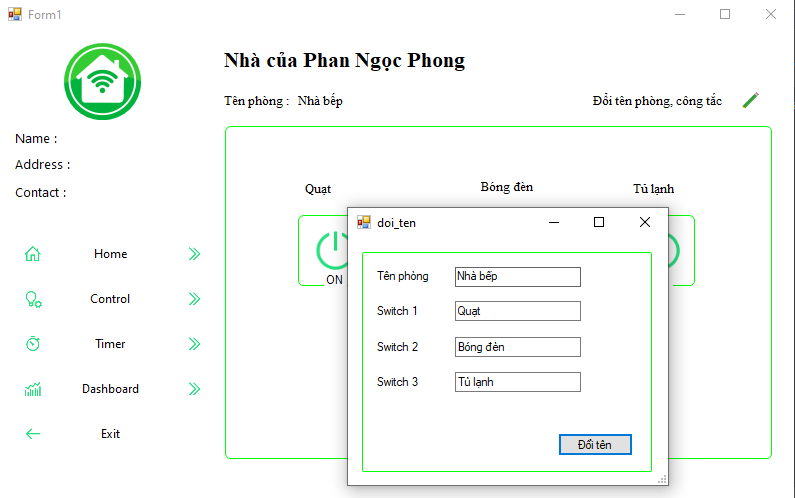 Form1
Nhà của Phan Ngọc Phong
Tên phòng : Nhà bếp
Đổi tên phòng, công tắc
Name :
Address :
Contact :
Home
Control
Timer
Dashboard
Exit
Quạt
Bóng đèn
Tủ lạnh
ON
doi_ten
Tên phòng Nhà bếp
Switch 1 Quạt
Switch 2 Bóng đèn
Switch 3 Tủ lạnh
Đổi tên